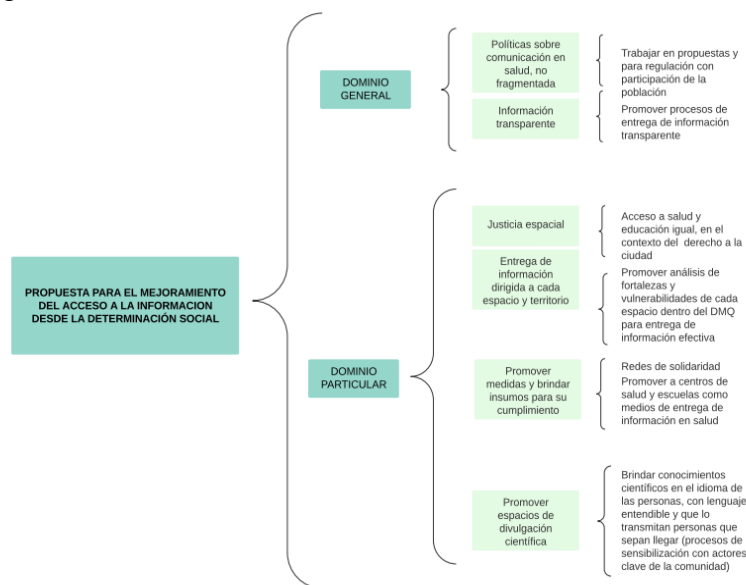 PROPUESTA PARA EL MEJORAMIENTO
DEL ACCESO A LA INFORMACION
DESDE LA DETERMINACIÓN SOCIAL
DOMINIO
GENERAL
Políticas sobre
comunicación en
salud, no
fragmentada
Trabajar en propuestas y
para regulación con
participación de la
población
Información
transparente
Promover procesos de
entrega de información
transparente
DOMINIO
PARTICULAR
Justicia espacial
Acceso a salud y
educación igual, en el
contexto del derecho a la
ciudad
Entrega de
información
dirigida a cada
espacio y territorio
Promover análisis de
fortalezas y
vulnerabilidades de cada
espacio dentro del DMQ
para entrega de
información efectiva
Promover
medidas y brindar
insumos para su
cumplimiento
Redes de solidaridad
Promover a centros de
salud y escuelas como
medios de entrega de
información en salud
Promover
espacios de
divulgación
científica
Brindar conocimientos
científicos en el idioma de
las personas, con lenguaje
entendible y que lo
transmitan personas que
sepan llegar (procesos de
sensibilización con actores
clave de la comunidad)